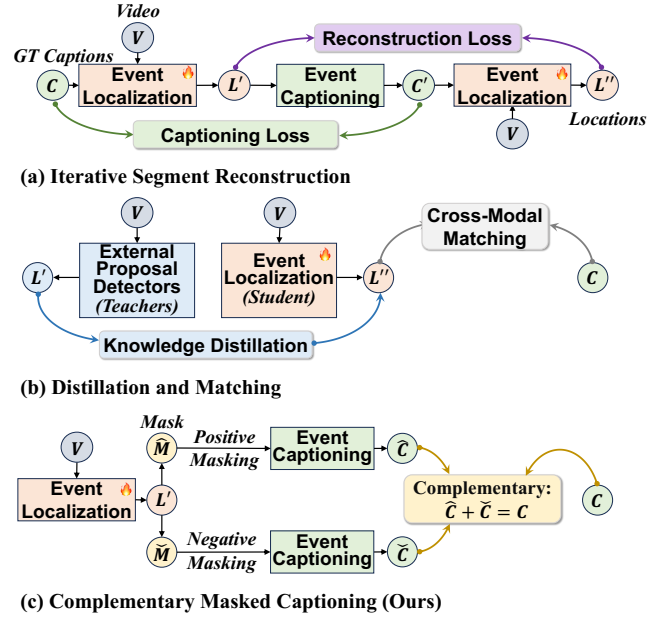 Video
V
GT Captions
Reconstruction Loss
C
Event
Localization
L′
Event
Captioning
C′
Event
Localization
L′′
Captioning Loss
V
Locations
(a) Iterative Segment Reconstruction
V
V
Cross-Modal
Matching
L′
External
Proposal
Detectors
(Teachers)
Event
Localization
(Student)
L′′
C
Knowledge Distillation
(b) Distillation and Matching
Mask
V
M̂
Positive
Masking
Event
Captioning
Ĉ
Event
Localization
L′
Complementary:
Ĉ + C̆ = C
C
M̆
Negative
Masking
Event
Captioning
C̆
(c) Complementary Masked Captioning (Ours)